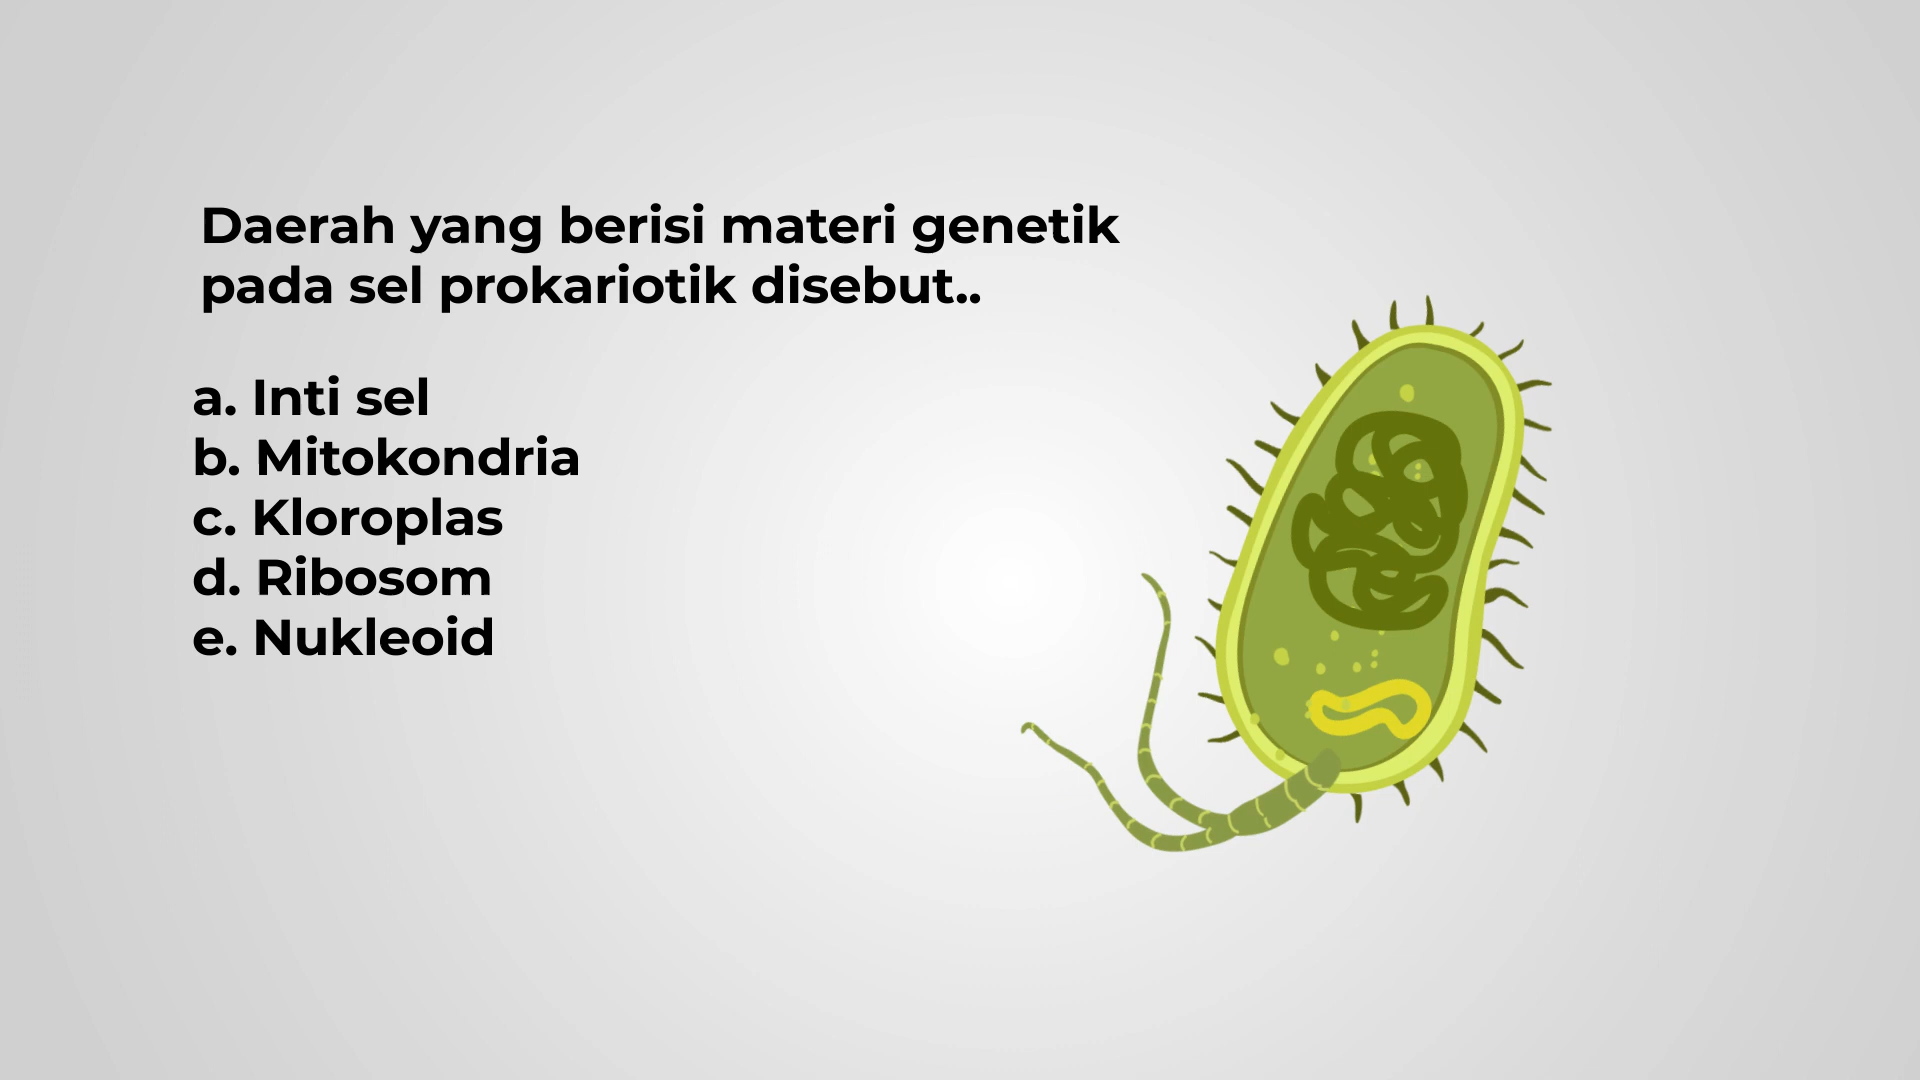 Daerah yang berisi materi genetik
pada sel prokariotik disebut..
a. Inti sel
b. Mitokondria
c. Kloroplas
d. Ribosom
e. Nukleoid